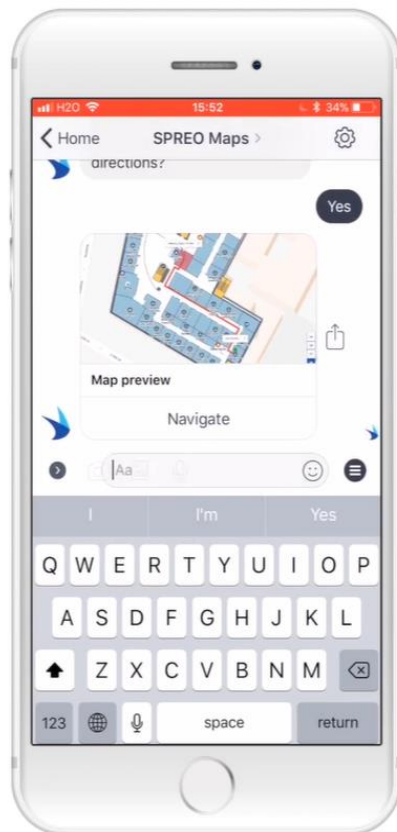 H2O 15:52 34%
Home SPREO Maps
directions?
Yes
Map preview
Navigate
Aa
I I'm Yes
Q W E R T Y U I O P
A S D F G H J K L
Z X C V B N M
123 space return